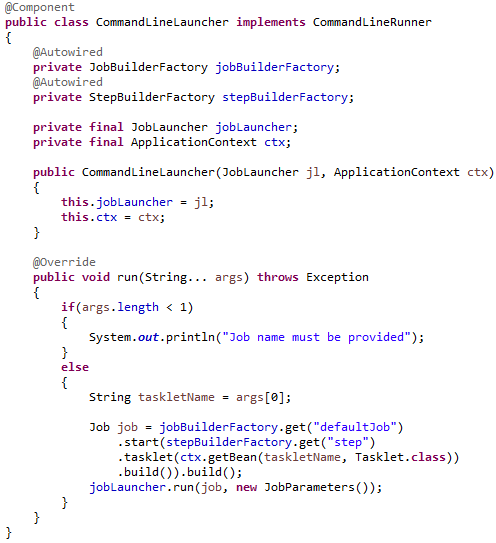 @Component
public class CommandLineLauncher implements CommandLineRunner
{
    @Autowired
    private JobBuilderFactory jobBuilderFactory;
    @Autowired
    private StepBuilderFactory stepBuilderFactory;

    private final JobLauncher jobLauncher;
    private final ApplicationContext ctx;

    public CommandLineLauncher(JobLauncher jl, ApplicationContext ctx)
    {
        this.jobLauncher = jl;
        this.ctx = ctx;
    }

    @Override
    public void run(String... args) throws Exception
    {
        if(args.length < 1)
        {
            System.out.println("Job name must be provided");
        }
        else
        {
            String taskletName = args[0];

            Job job = jobBuilderFactory.get("defaultJob")
                .start(stepBuilderFactory.get("step")
                .tasklet(ctx.getBean(taskletName, Tasklet.class))
                .build()).build();
            jobLauncher.run(job, new JobParameters());
        }
    }
}